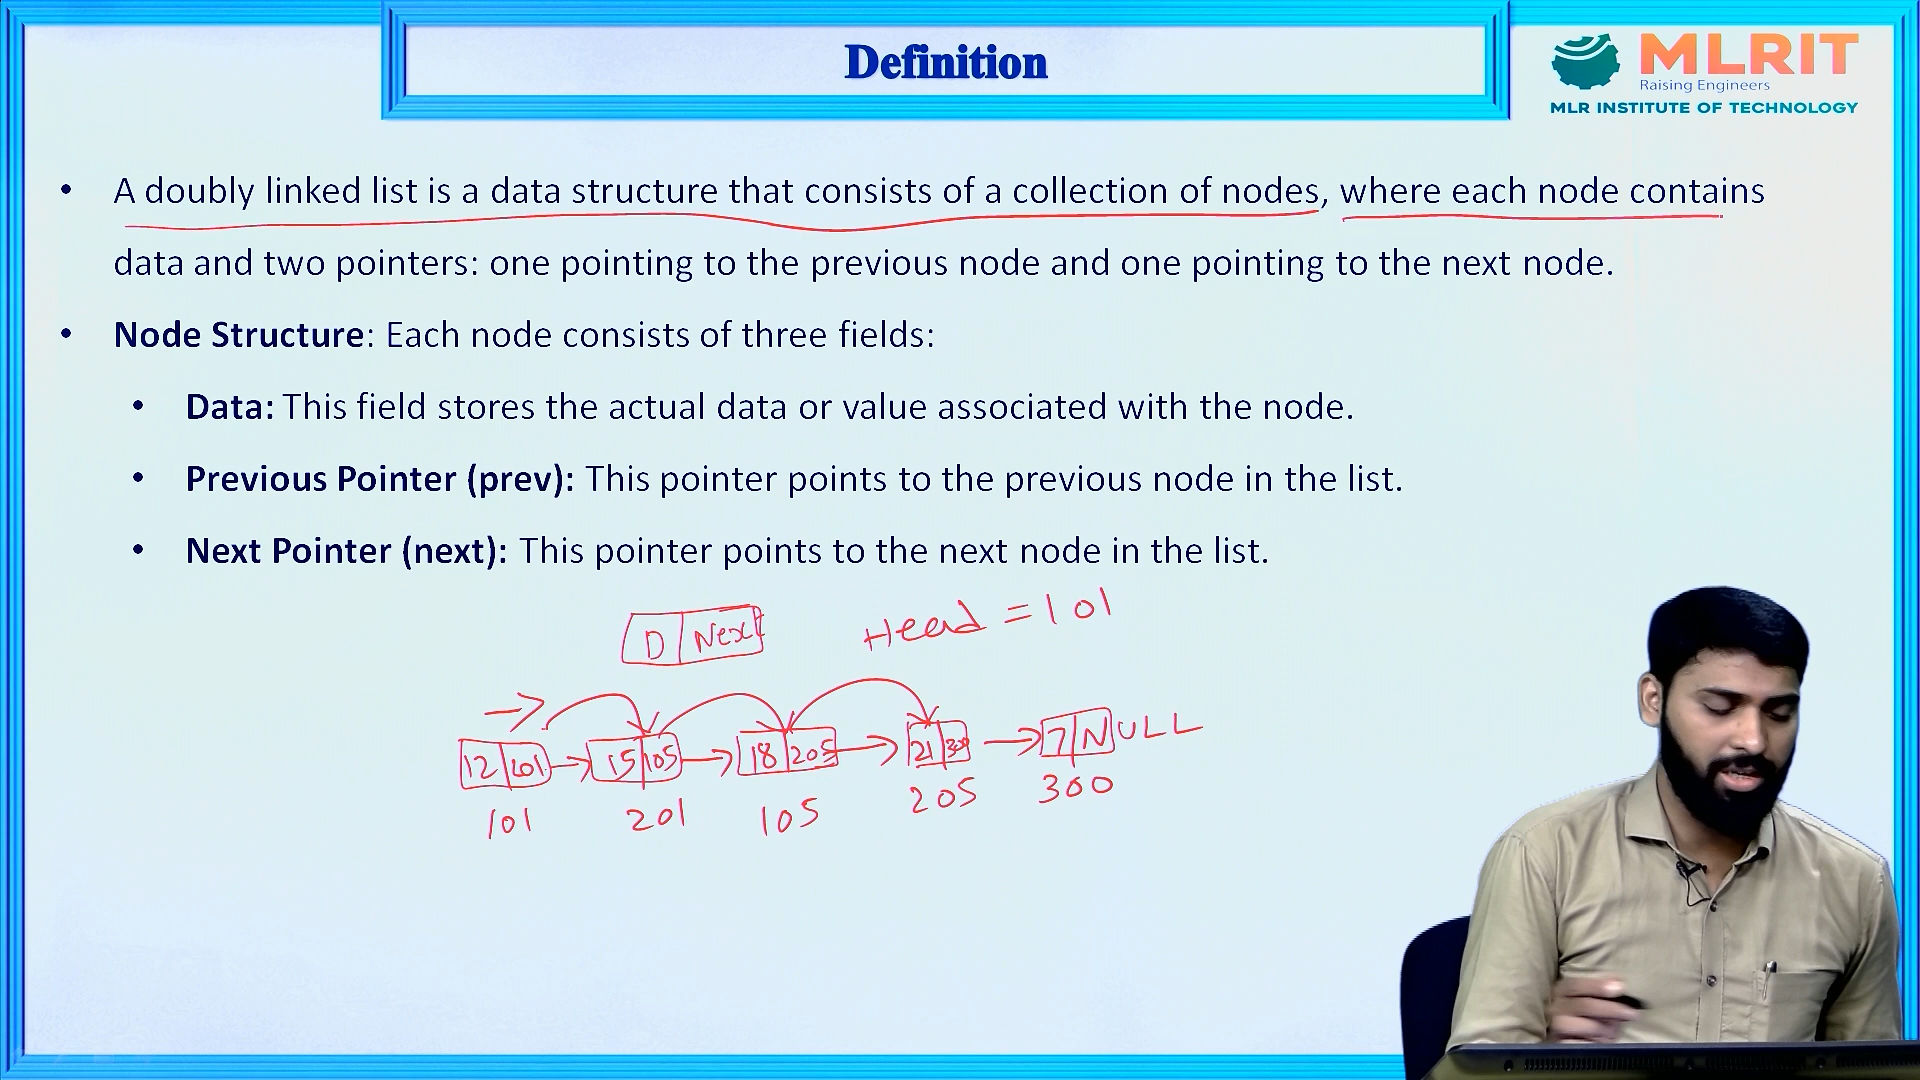 Definition
MLRIT
Raising Engineers
MLR INSTITUTE OF TECHNOLOGY
• A doubly linked list is a data structure that consists of a collection of nodes, where each node contains
data and two pointers: one pointing to the previous node and one pointing to the next node.
• Node Structure: Each node consists of three fields:
• Data: This field stores the actual data or value associated with the node.
• Previous Pointer (prev): This pointer points to the previous node in the list.
• Next Pointer (next): This pointer points to the next node in the list.
D Next
Head = 101
12 201 15 105 18 205 21 300 7 NULL
101 201 105 205 300